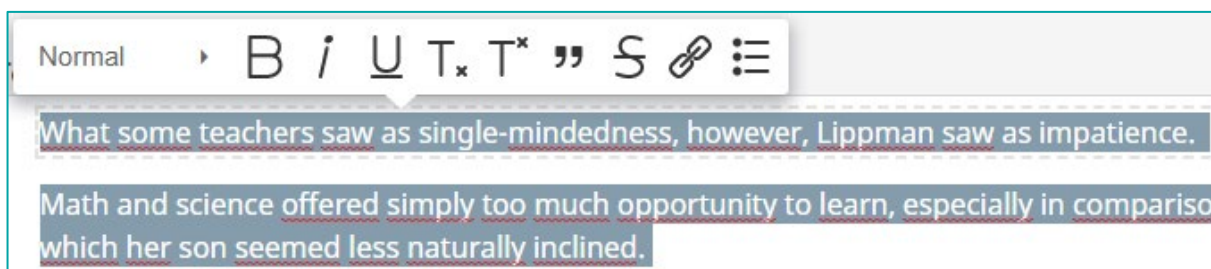 Normal B i U T× T× ” S
What some teachers saw as single-mindedness, however, Lippman saw as impatience.
Math and science offered simply too much opportunity to learn, especially in
which her son seemed less naturally inclined.